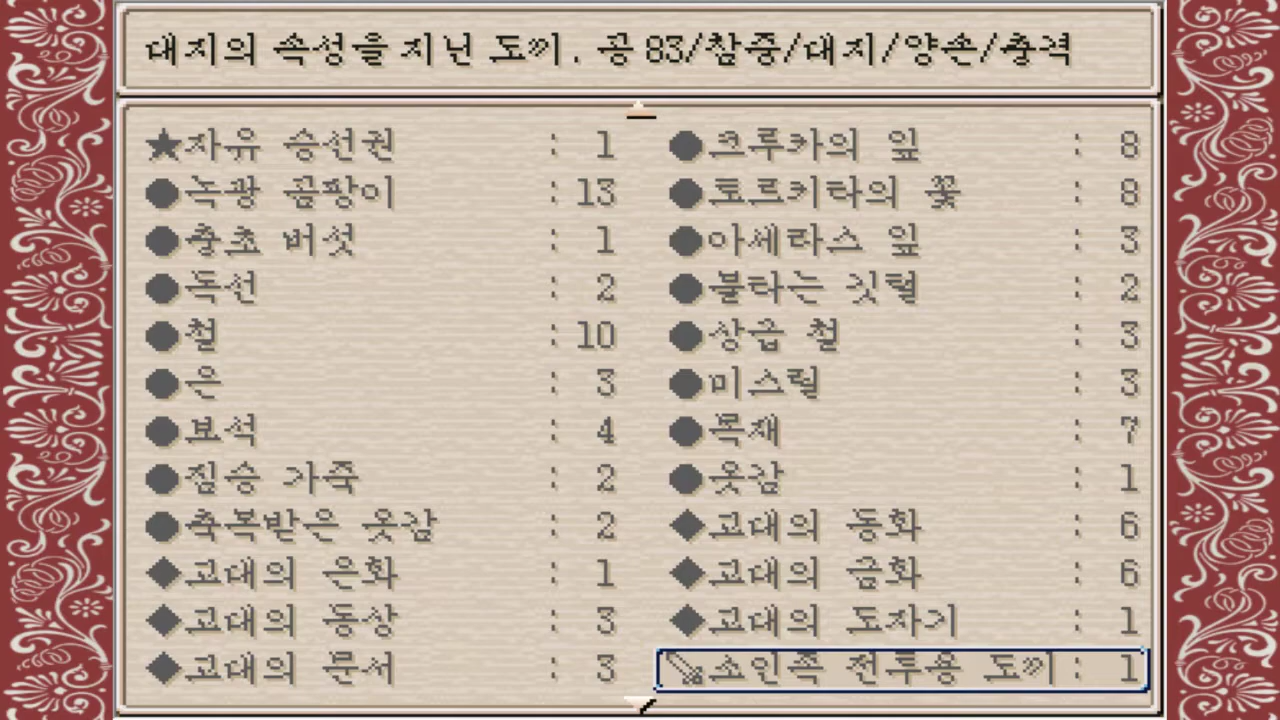 대지의 속성을 지닌 도끼. 공 83/참중/대지/양손/충격
★자유 승선권 : 1 ●크루카의 잎 : 8
●녹광 곰팡이 : 13 ●토르키라의 꽃 : 8
●충초 버섯 : 1 ●아세라스 잎 : 3
●독선 : 2 ●불타는 깃털 : 2
●철 : 10 ●상급 철 : 3
●은 : 3 ●미스릴 : 3
●보석 : 4 ●목재 : 7
●짐승 가죽 : 2 ●옷감 : 1
●축복받은 옷감 : 2 ◆고대의 동화 : 6
◆고대의 은화 : 1 ◆고대의 금화 : 6
◆고대의 동상 : 3 ◆고대의 도자기 : 1
◆고대의 문서 : 3 소인족 전투용 도끼 : 1